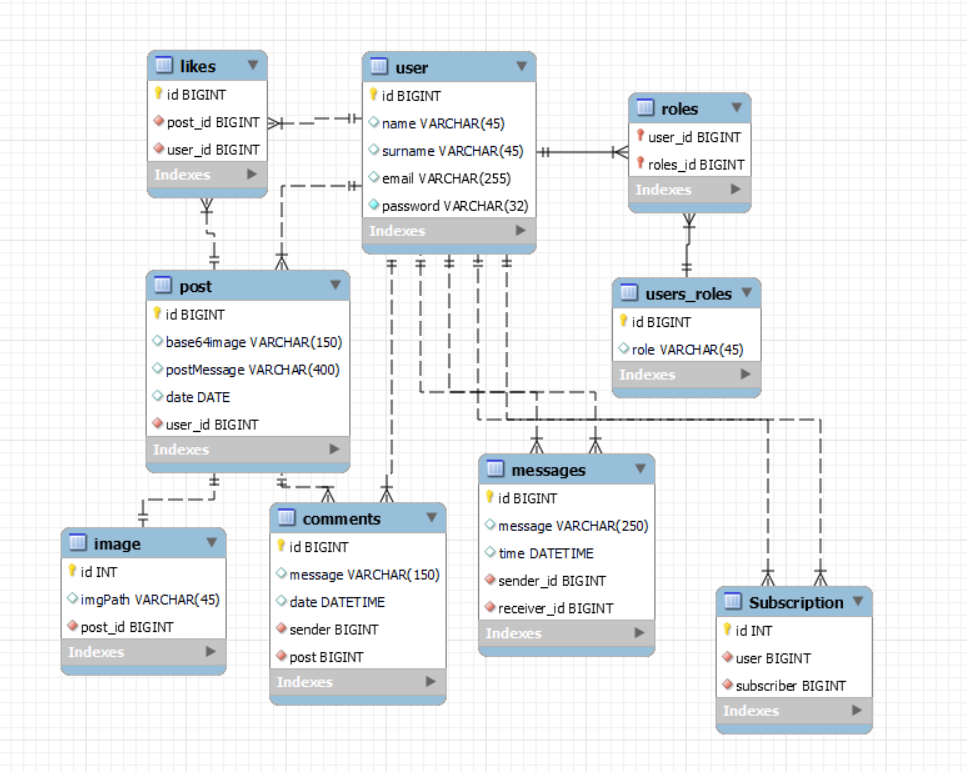 likes
id BIGINT
post_id BIGINT
user_id BIGINT
Indexes
user
id BIGINT
name VARCHAR(45)
surname VARCHAR(45)
email VARCHAR(255)
password VARCHAR(32)
Indexes
roles
user_id BIGINT
roles_id BIGINT
Indexes
post
id BIGINT
base64image VARCHAR(150)
postMessage VARCHAR(400)
date DATE
user_id BIGINT
Indexes
users_roles
id BIGINT
role VARCHAR(45)
Indexes
image
id INT
imgPath VARCHAR(45)
post_id BIGINT
Indexes
comments
id BIGINT
message VARCHAR(150)
date DATETIME
sender BIGINT
post BIGINT
Indexes
messages
id BIGINT
message VARCHAR(250)
time DATETIME
sender_id BIGINT
receiver_id BIGINT
Indexes
Subscription
id INT
user BIGINT
subscriber BIGINT
Indexes